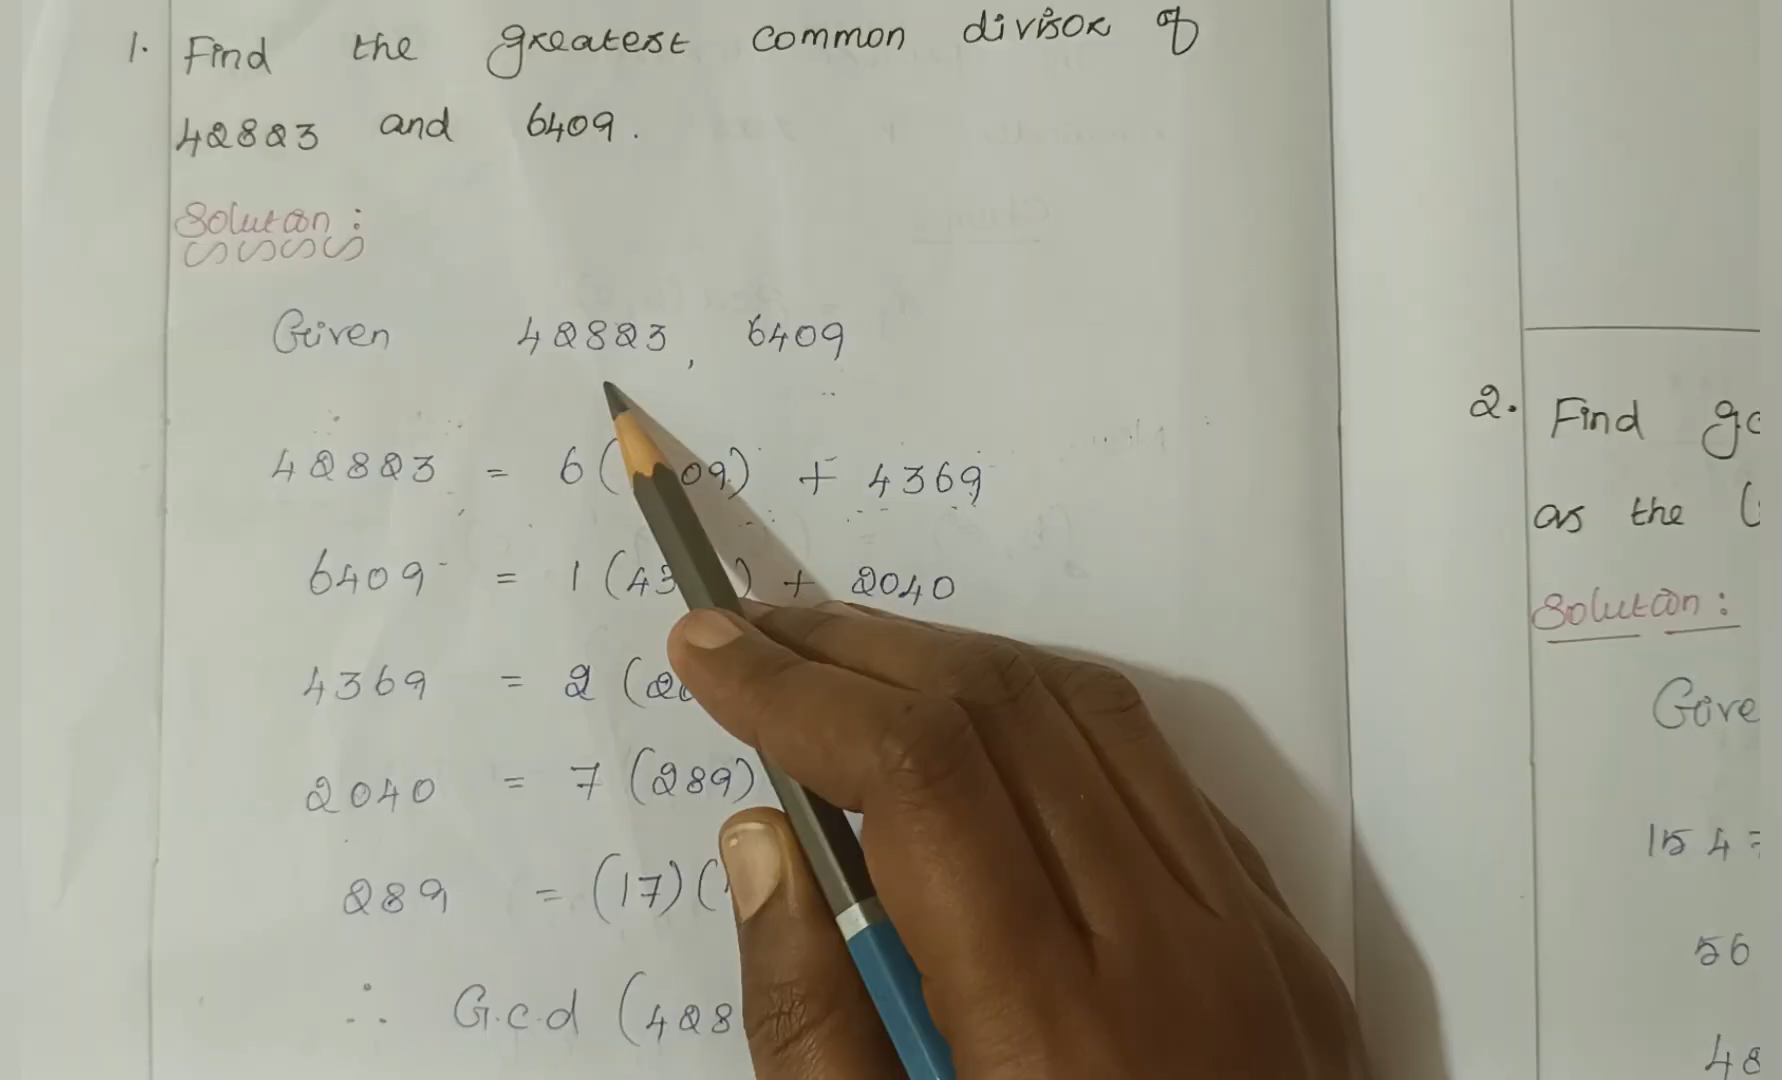 1. Find the greatest common divisor of
42823 and 6409.
Solution:
Given 42823, 6409
42823 = 6( 09) + 4369
6409 = 1(43 ) + 2040
4369 = 2(20
2040 = 7(289)
289 = (17)(
∴ G.c.d (428
2. Find gc
as the (
Solution:
Give
154 =
56
48